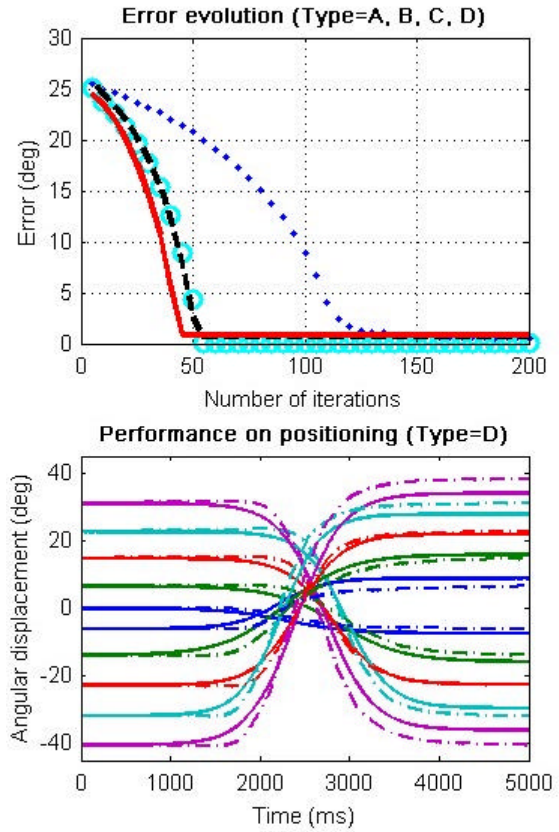 Error evolution (Type=A, B, C, D)
30
25
20
15
10
5
0
Error (deg)
0 50 100 150 200
Number of iterations
Performance on positioning (Type=D)
40
20
0
-20
-40
Angular displacement (deg)
0 1000 2000 3000 4000 5000
Time (ms)